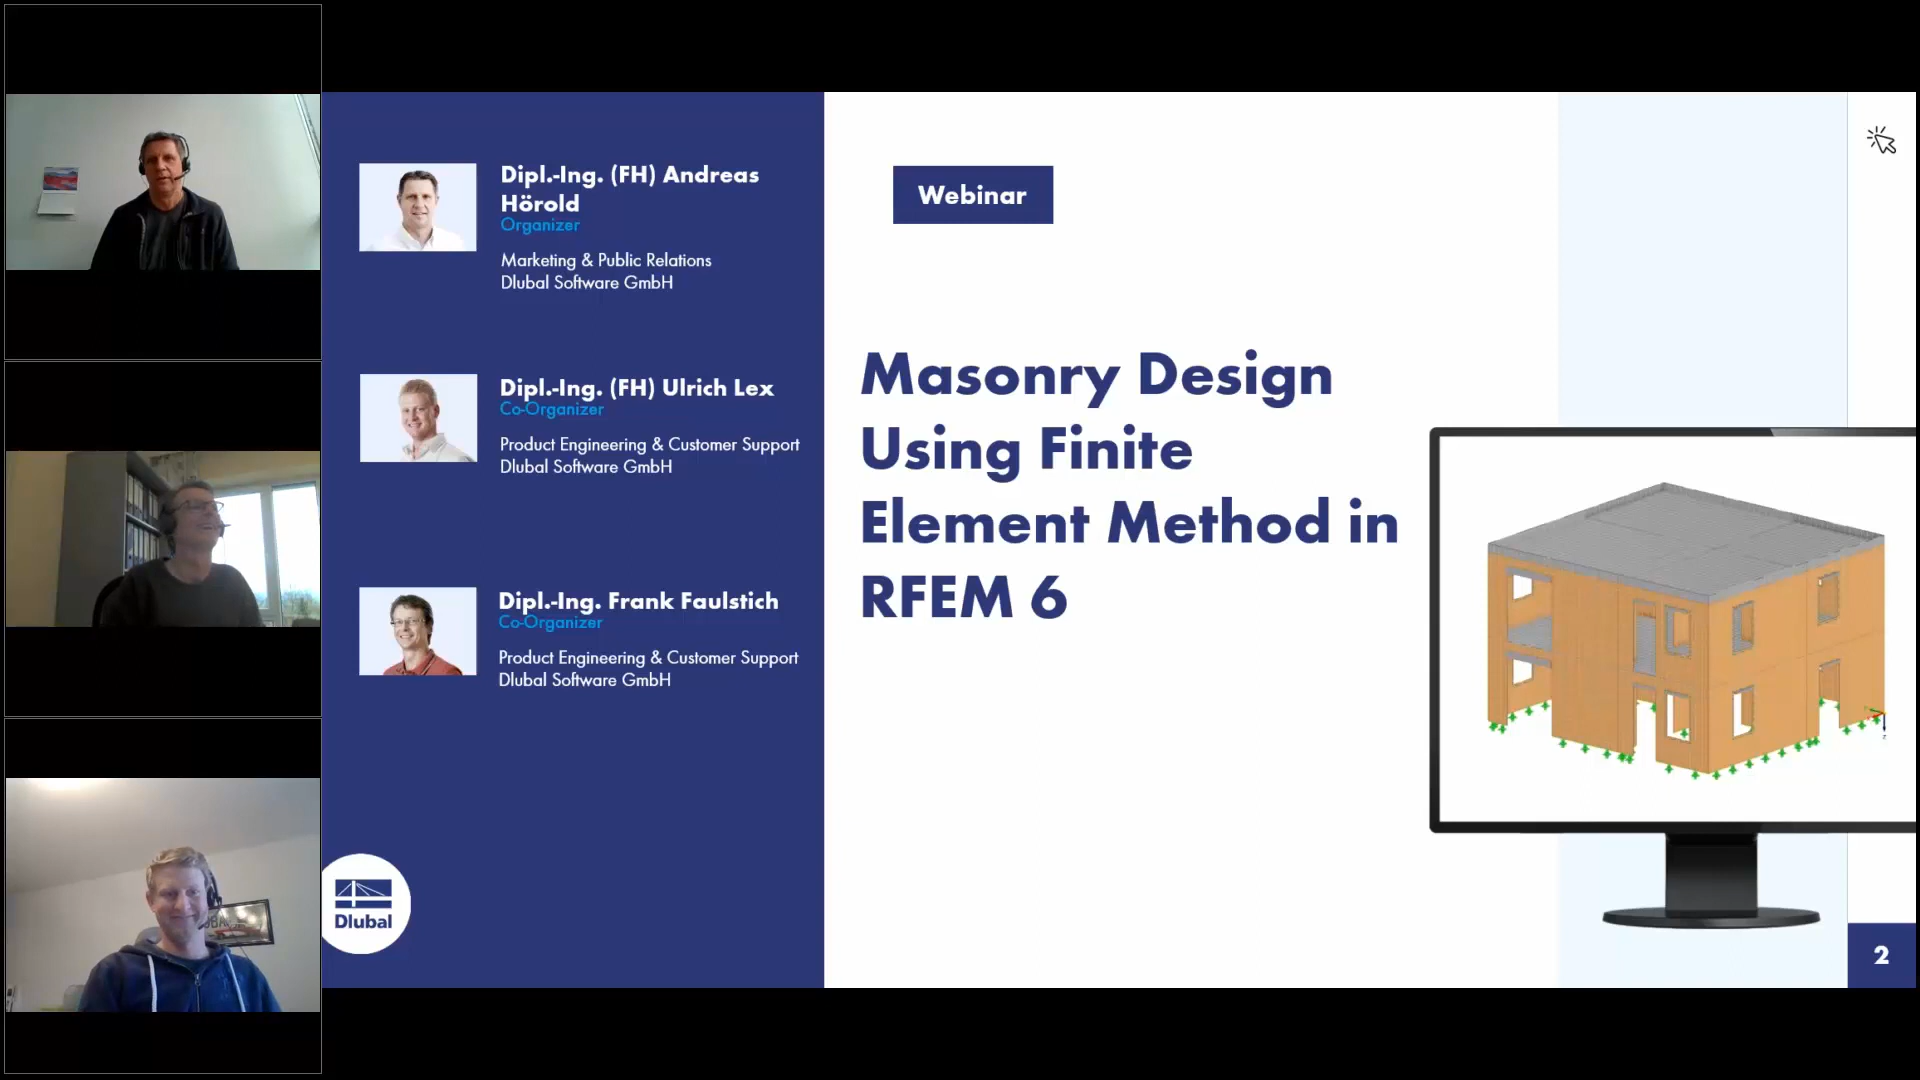 Dipl.-Ing. (FH) Andreas
Hörold
Organizer
Marketing & Public Relations
Dlubal Software GmbH
Dipl.-Ing. (FH) Ulrich Lex
Co-Organizer
Product Engineering & Customer Support
Dlubal Software GmbH
Dipl.-Ing. Frank Faulstich
Co-Organizer
Product Engineering & Customer Support
Dlubal Software GmbH
Dlubal
Webinar
Masonry Design
Using Finite
Element Method in
RFEM 6
2